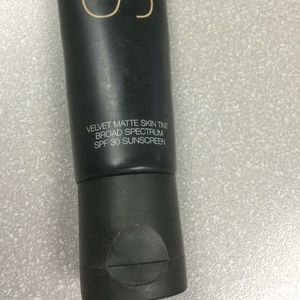 VELVET MATTE SKIN TINT
BROAD SPECTRUM
SPF 30 SUNSCREEN